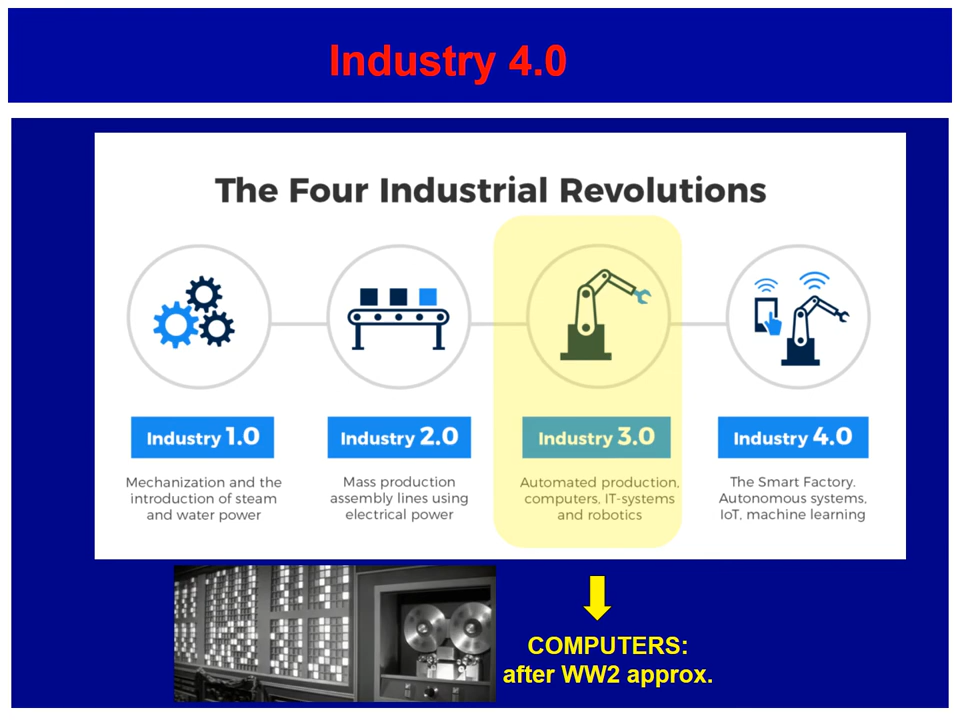 Industry 4.0
The Four Industrial Revolutions
Industry 1.0
Mechanization and the
introduction of steam
and water power
Industry 2.0
Mass production
assembly lines using
electrical power
Industry 3.0
Automated production,
computers, IT-systems
and robotics
Industry 4.0
The Smart Factory.
Autonomous systems,
IoT, machine learning
COMPUTERS:
after WW2 approx.